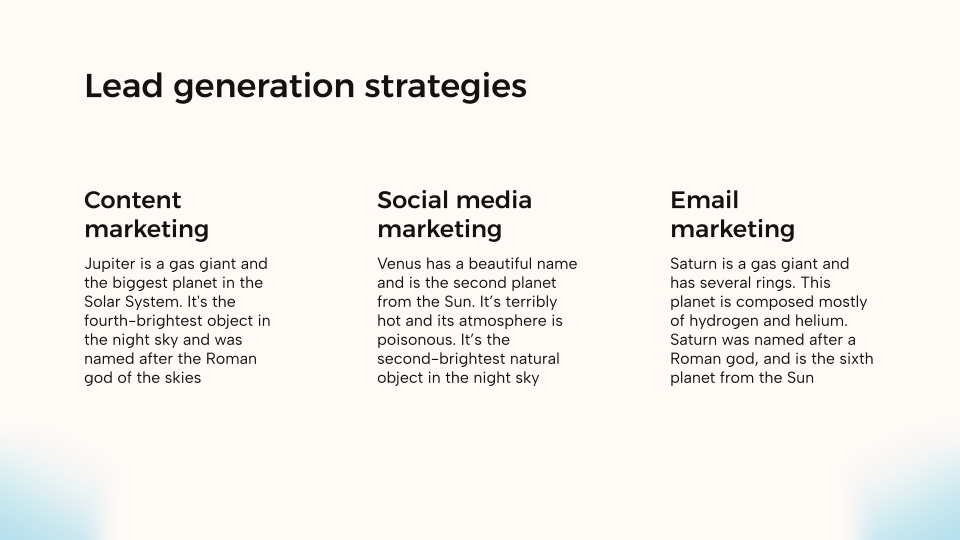 Lead generation strategies
Content
marketing
Jupiter is a gas giant and
the biggest planet in the
Solar System. It's the
fourth-brightest object in
the night sky and was
named after the Roman
god of the skies
Social media
marketing
Venus has a beautiful name
and is the second planet
from the Sun. It’s terribly
hot and its atmosphere is
poisonous. It’s the
second-brightest natural
object in the night sky
Email
marketing
Saturn is a gas giant and
has several rings. This
planet is composed mostly
of hydrogen and helium.
Saturn was named after a
Roman god, and is the sixth
planet from the Sun